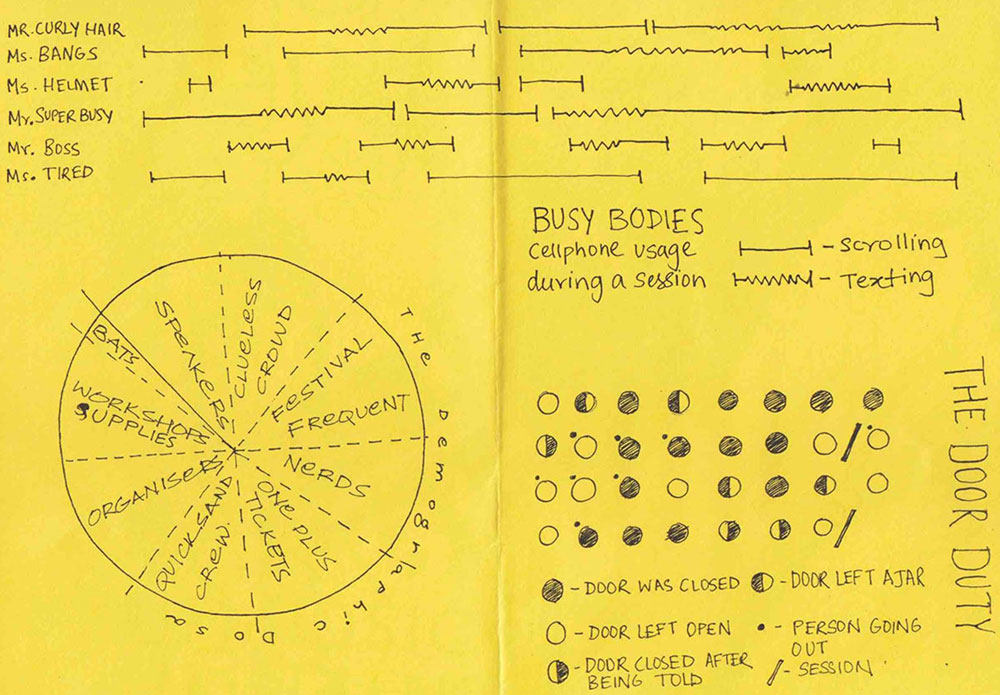 MR. CURLY HAIR
Ms. BANGS
Ms. HELMET
Mr. SUPER BUSY
Mr. BOSS
Ms. TIRED
BUSY BODIES
cellphone usage
during a session
- scrolling
- Texting
BATS
SPEAKERS
CLUELESS
CROWD
FESTIVAL
FREQUENT
NERDS
ONE PLUS
TICKETS
QUICKSAND
CREW.
ORGANISERS
WORKSHOPS
SUPPLIES
THE DemogRaphic Dosa
THE DOOR DUTY
- DOOR WAS CLOSED
- DOOR LEFT AJAR
- DOOR LEFT OPEN
- PERSON GOING
OUT
- DOOR CLOSED AFTER
BEING TOLD
- SESSION